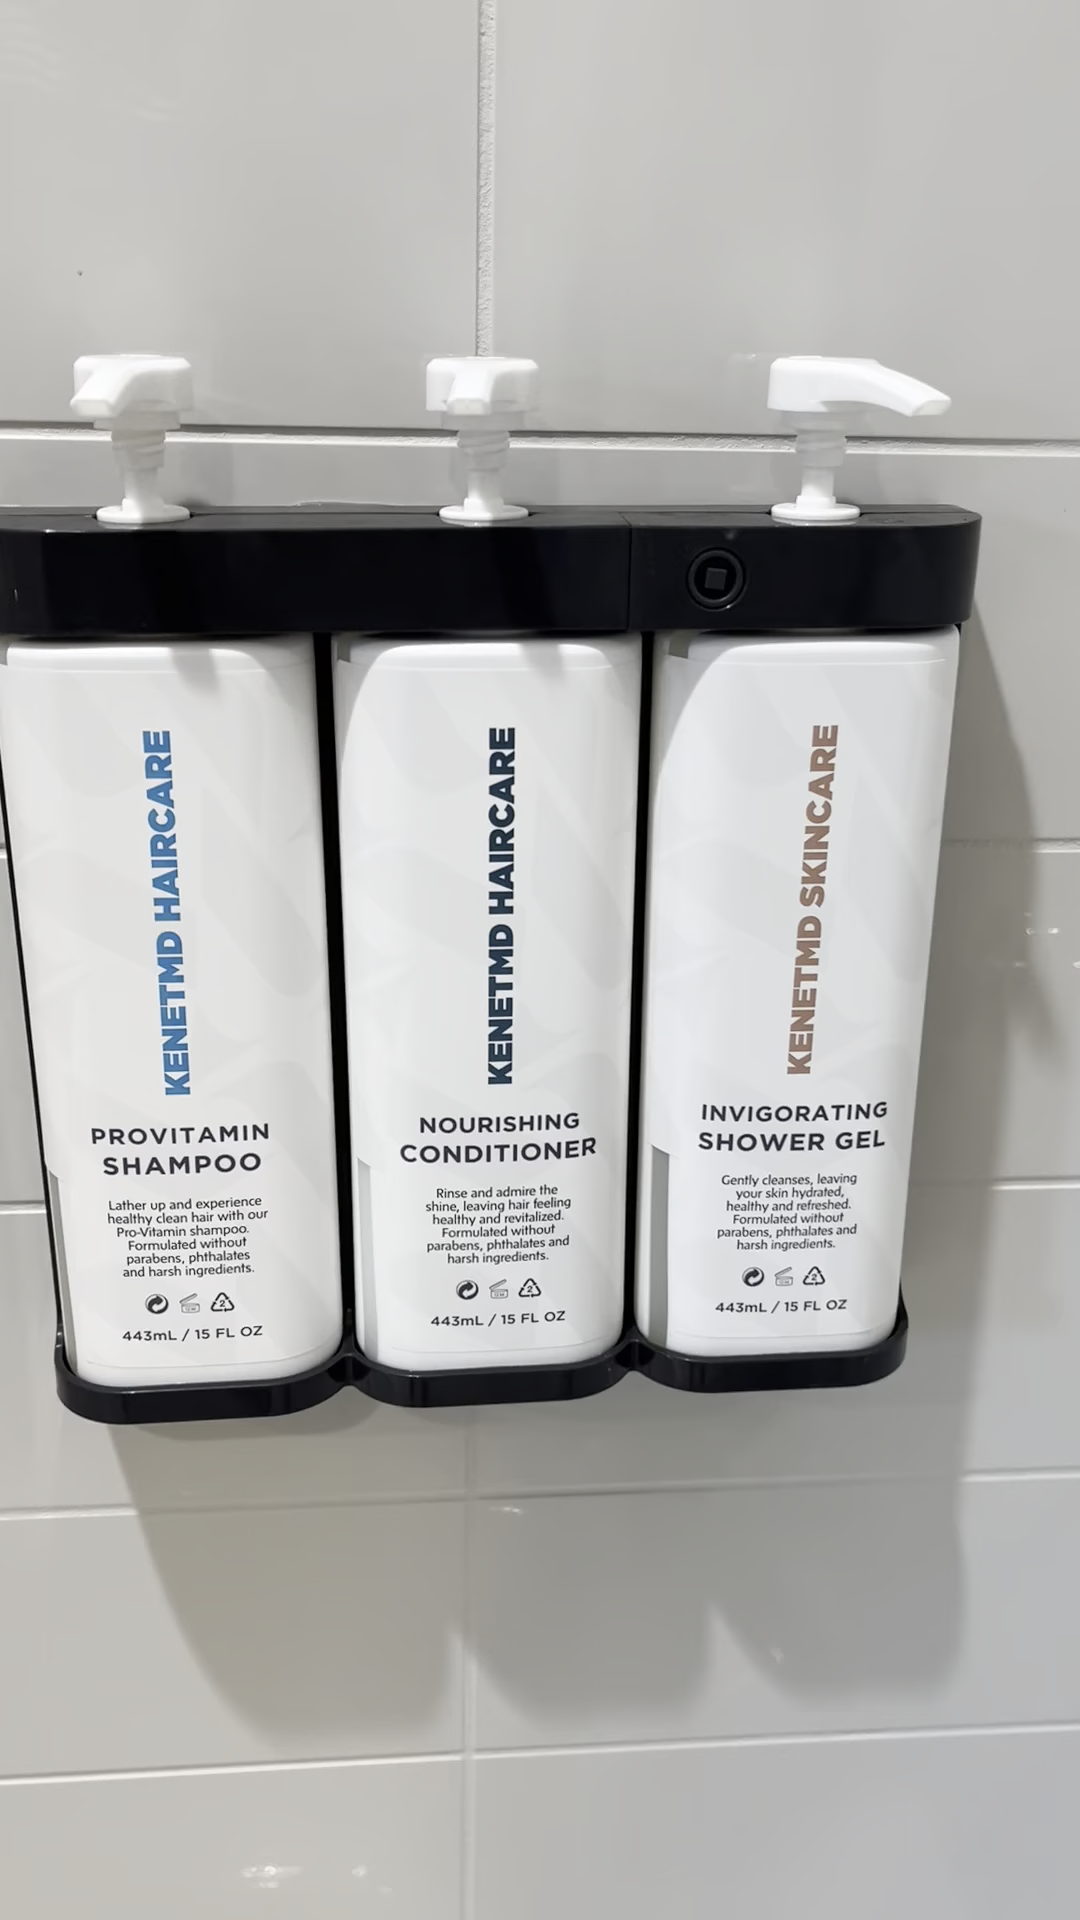 KENETMD HAIRCARE
PROVITAMIN
SHAMPOO
Lather up and experience
healthy clean hair with our
Pro-Vitamin shampoo.
Formulated without
parabens, phthalates
and harsh ingredients.
2
443mL / 15 FL OZ
KENETMD HAIRCARE
NOURISHING
CONDITIONER
Rinse and admire the
shine, leaving hair feeling
healthy and revitalized.
Formulated without
parabens, phthalates and
harsh ingredients.
2
443mL / 15 FL OZ
KENETMD SKINCARE
INVIGORATING
SHOWER GEL
Gently cleanses, leaving
your skin hydrated,
healthy and refreshed.
Formulated without
parabens, phthalates and
harsh ingredients.
2
443mL / 15 FL OZ